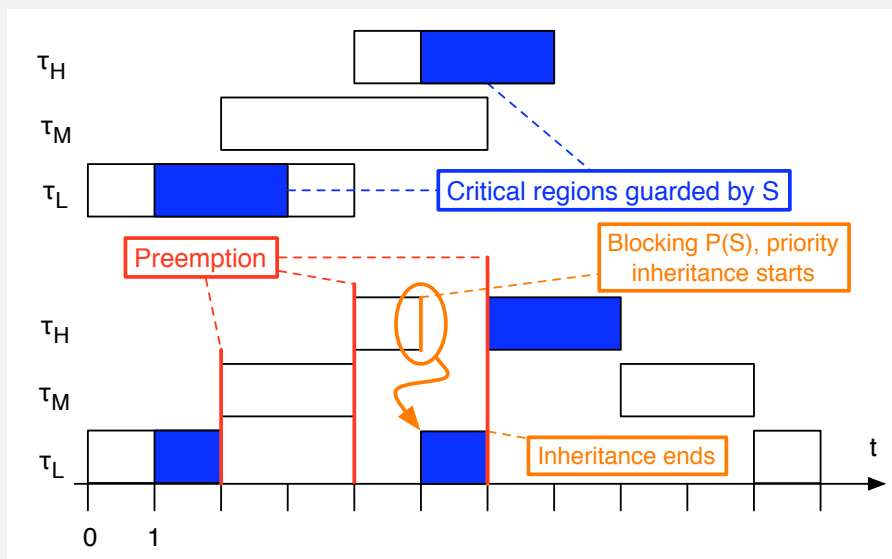 τH
τM
τL
Critical regions guarded by S
Preemption
Blocking P(S), priority
inheritance starts
τH
τM
τL
Inheritance ends
t
0 1